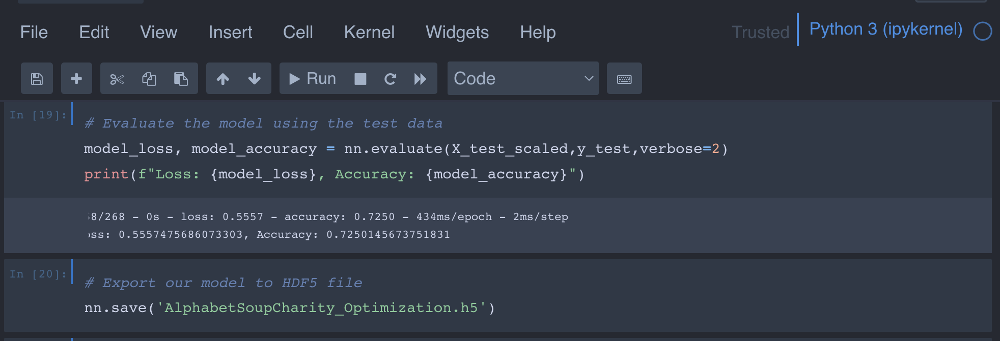 File Edit View Insert Cell Kernel Widgets Help Trusted Python 3 (ipykernel)
Run Code
In [19]:
# Evaluate the model using the test data
model_loss, model_accuracy = nn.evaluate(X_test_scaled,y_test,verbose=2)
print(f"Loss: {model_loss}, Accuracy: {model_accuracy}")
8/268 - 0s - loss: 0.5557 - accuracy: 0.7250 - 434ms/epoch - 2ms/step
ss: 0.5557475686073303, Accuracy: 0.7250145673751831
In [20]:
# Export our model to HDF5 file
nn.save('AlphabetSoupCharity_Optimization.h5')